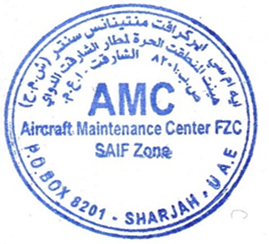 ايه ام سي ايركرافت منتينانس سنتر (ش.م.ح)
هيئة المنطقة الحرة لمطار الشارقة الدولي
ص.ب: ٨٢٠١ الشارقة - ا.ع.م.
AMC
Aircraft Maintenance Center FZC
SAIF Zone
P.O.BOX 8201 - SHARJAH , U.A.E